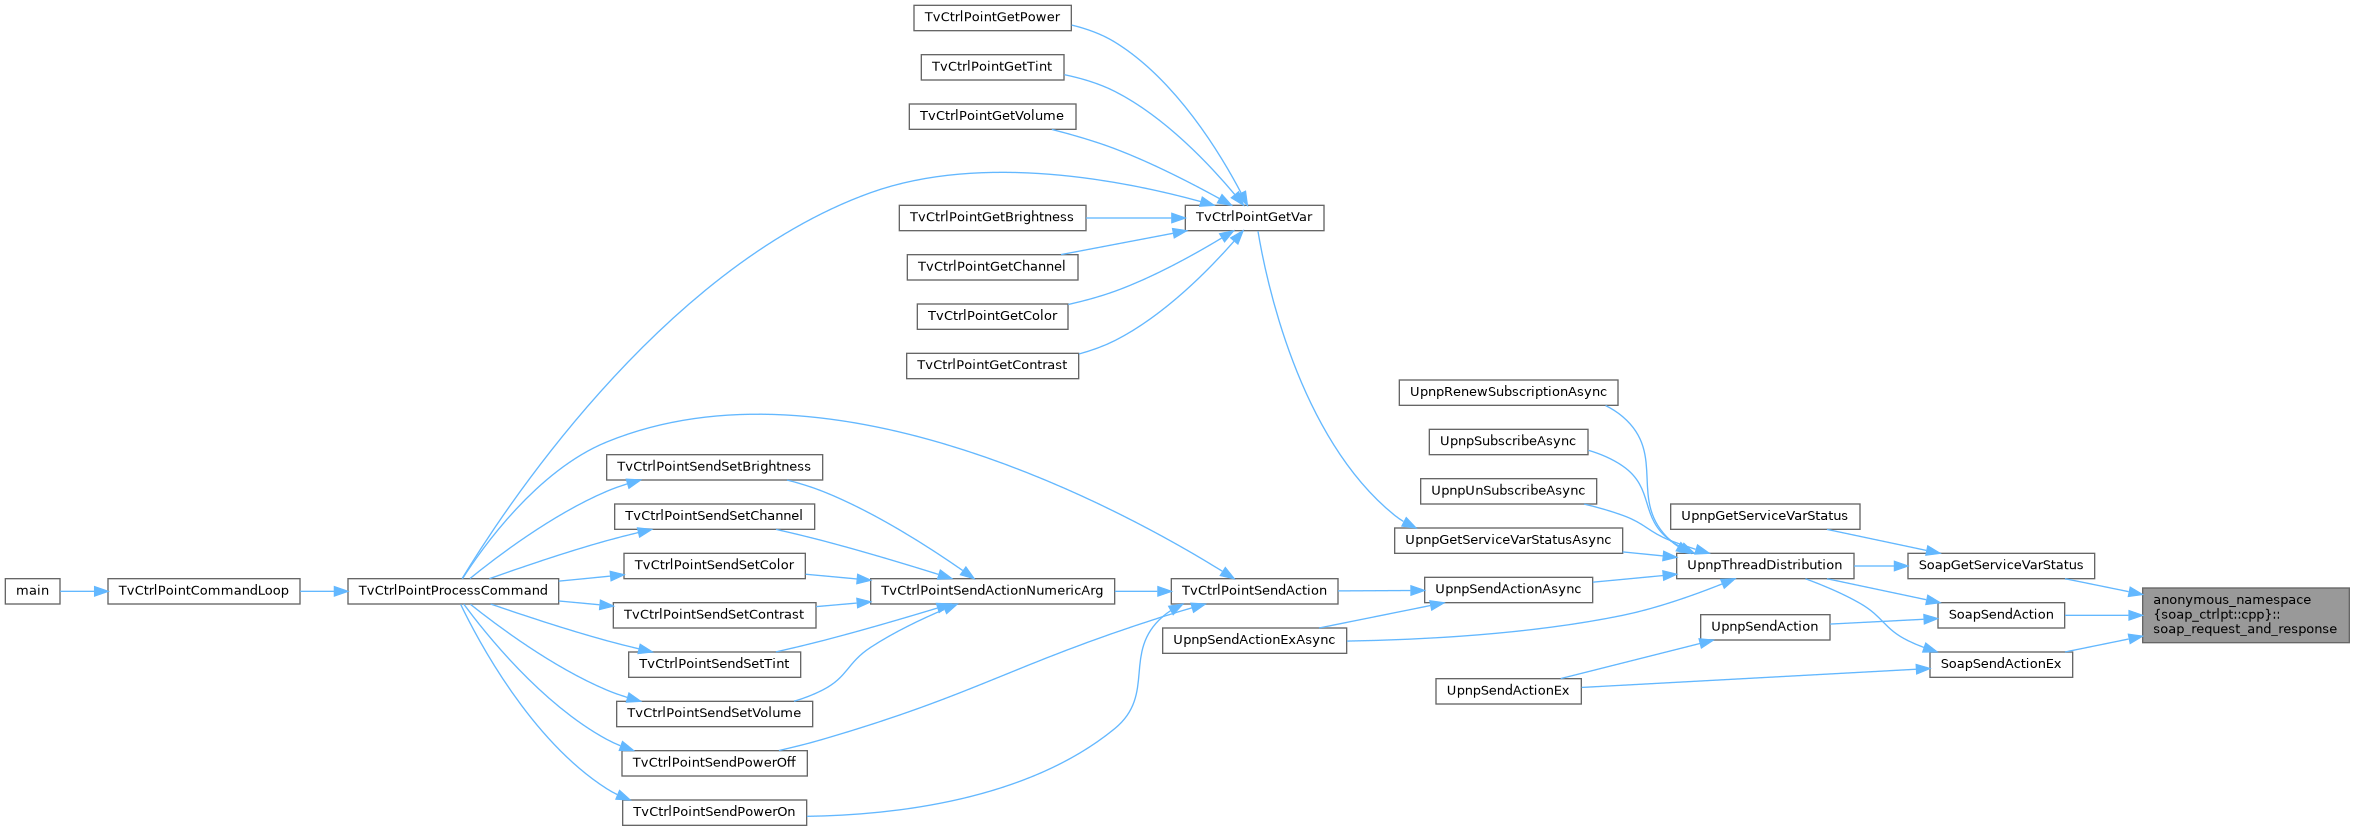 TvCtrlPointGetPower
TvCtrlPointGetTint
TvCtrlPointGetVolume
TvCtrlPointGetBrightness
TvCtrlPointGetVar
TvCtrlPointGetChannel
TvCtrlPointGetColor
TvCtrlPointGetContrast
UpnpRenewSubscriptionAsync
UpnpSubscribeAsync
TvCtrlPointSendSetBrightness
UpnpUnSubscribeAsync
TvCtrlPointSendSetChannel
UpnpGetServiceVarStatus
UpnpGetServiceVarStatusAsync
TvCtrlPointSendSetColor
UpnpThreadDistribution
SoapGetServiceVarStatus
main
TvCtrlPointCommandLoop
TvCtrlPointProcessCommand
TvCtrlPointSendActionNumericArg
TvCtrlPointSendAction
UpnpSendActionAsync
anonymous_namespace
{soap_ctrlpt::cpp}::
soap_request_and_response
TvCtrlPointSendSetContrast
SoapSendAction
UpnpSendAction
UpnpSendActionExAsync
TvCtrlPointSendSetTint
SoapSendActionEx
UpnpSendActionEx
TvCtrlPointSendSetVolume
TvCtrlPointSendPowerOff
TvCtrlPointSendPowerOn